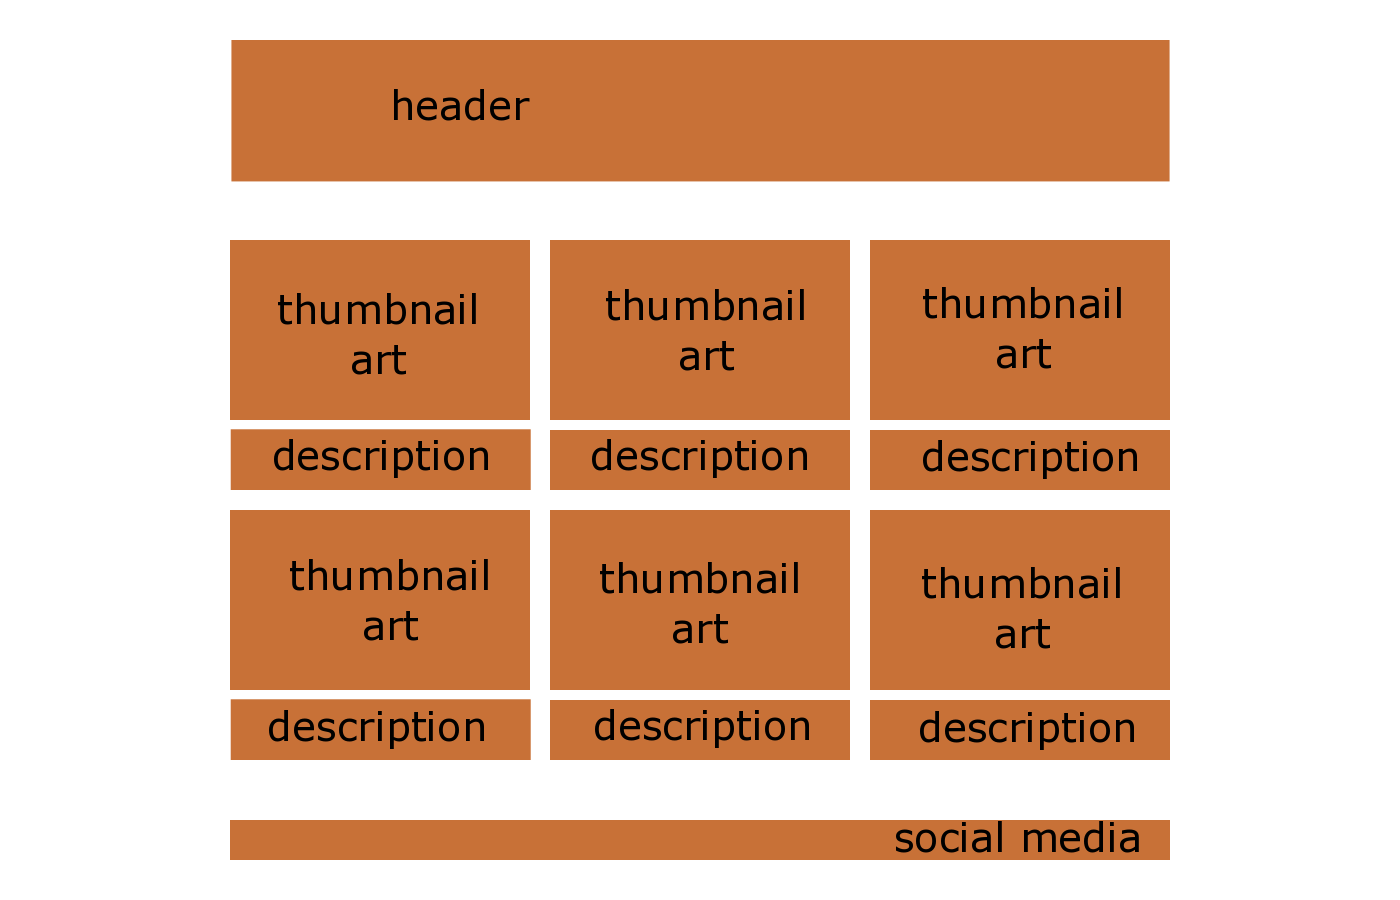 header
thumbnail
art
thumbnail
art
thumbnail
art
description
description
description
thumbnail
art
thumbnail
art
thumbnail
art
description
description
description
social media